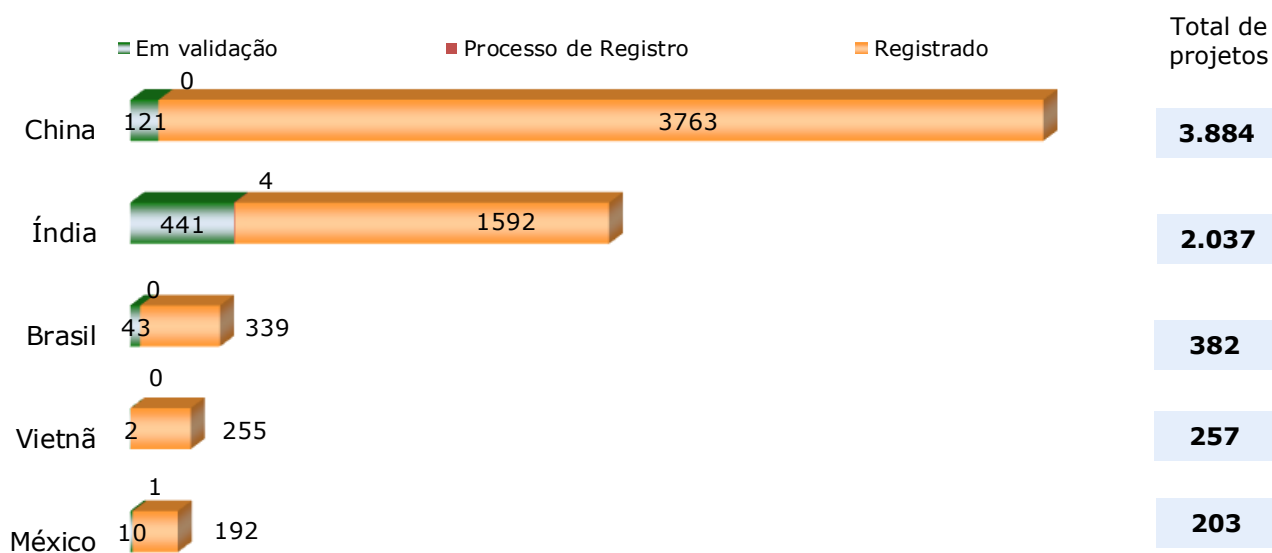 Total de
projetos
Em validação Processo de Registro Registrado
0
China 121 3763 3.884
4
Índia 441 1592 2.037
0
Brasil 43 339 382
0
Vietnã 2 255 257
1
México 10 192 203